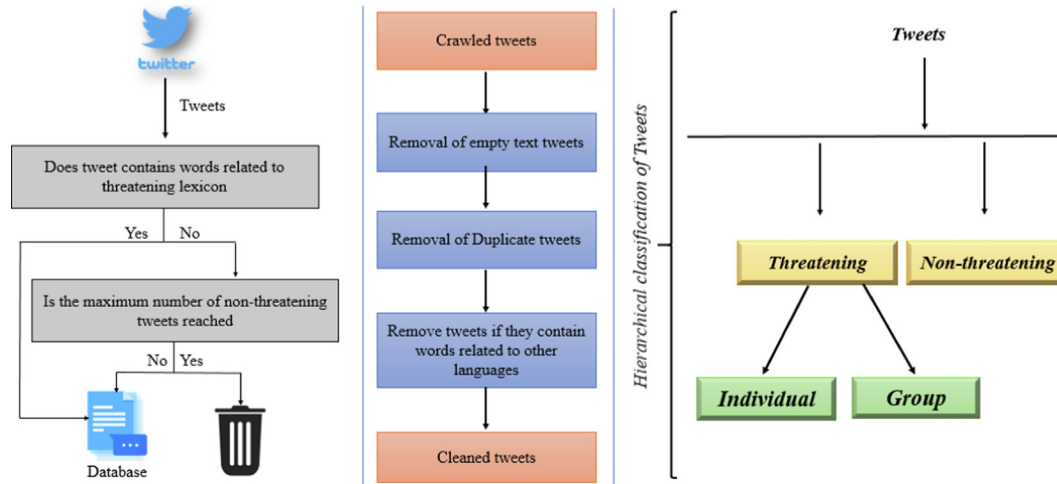 twitter
Tweets
Does tweet contains words related to
threatening lexicon
Yes No
Is the maximum number of non-threatening
tweets reached
No Yes
Database
Crawled tweets
Removal of empty text tweets
Removal of Duplicate tweets
Remove tweets if they contain
words related to other
languages
Cleaned tweets
Hierarchical classification of Tweets
Tweets
Threatening
Non-threatening
Individual
Group